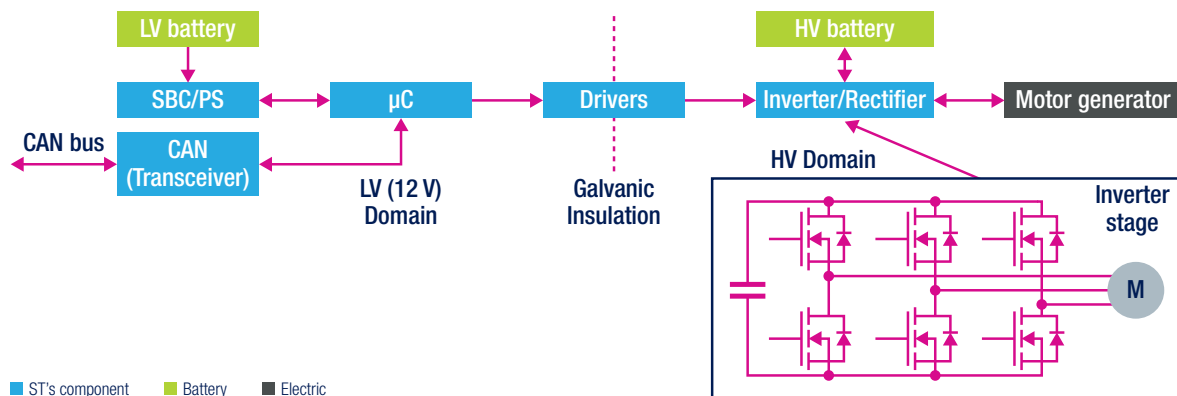 LV battery
HV battery
SBC/PS
µC
Drivers
Inverter/Rectifier
Motor generator
CAN bus
CAN
(Transceiver)
LV (12 V)
Domain
Galvanic
Insulation
HV Domain
Inverter
stage
M
ST's component
Battery
Electric